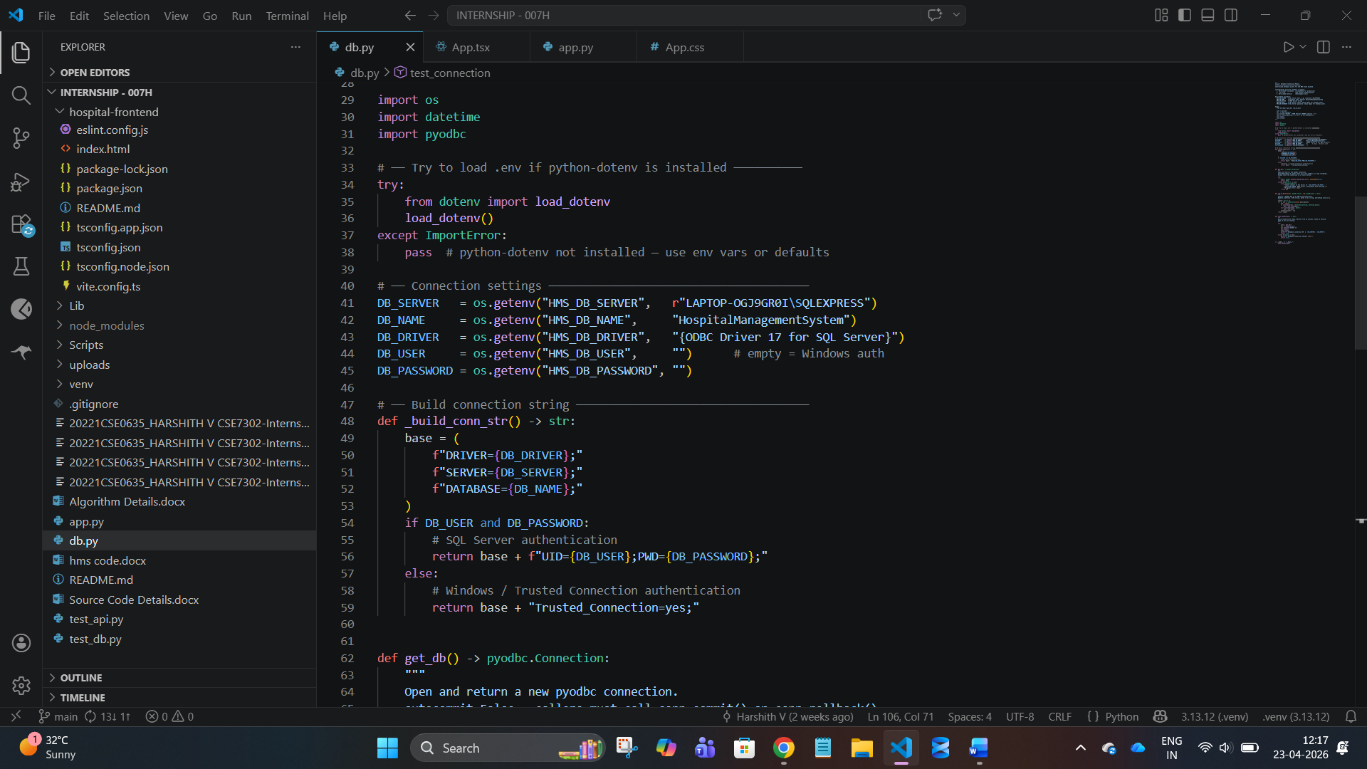 File Edit Selection View Go Run Terminal Help
INTERNSHIP - 007H
EXPLORER
OPEN EDITORS
INTERNSHIP - 007H
hospital-frontend
eslint.config.js
index.html
package-lock.json
package.json
README.md
tsconfig.app.json
tsconfig.json
tsconfig.node.json
vite.config.ts
Lib
node_modules
Scripts
uploads
venv
.gitignore
20221CSE0635_HARSHITH V CSE7302-Interns...
20221CSE0635_HARSHITH V CSE7302-Interns...
20221CSE0635_HARSHITH V CSE7302-Interns...
20221CSE0635_HARSHITH V CSE7302-Interns...
Algorithm Details.docx
app.py
db.py
hms code.docx
README.md
Source Code Details.docx
test_api.py
test_db.py
OUTLINE
TIMELINE
db.py App.tsx app.py App.css
db.py > test_connection
28
29 import os
30 import datetime
31 import pyodbc
32
33 # ── Try to load .env if python-dotenv is installed ──────────
34 try:
35 from dotenv import load_dotenv
36 load_dotenv()
37 except ImportError:
38 pass # python-dotenv not installed — use env vars or defaults
39
40 # ── Connection settings ──────────────────────────────────────
41 DB_SERVER = os.getenv("HMS_DB_SERVER", r"LAPTOP-OGJ9GR0I\SQLEXPRESS")
42 DB_NAME = os.getenv("HMS_DB_NAME", "HospitalManagementSystem")
43 DB_DRIVER = os.getenv("HMS_DB_DRIVER", "{ODBC Driver 17 for SQL Server}")
44 DB_USER = os.getenv("HMS_DB_USER", "") # empty = Windows auth
45 DB_PASSWORD = os.getenv("HMS_DB_PASSWORD", "")
46
47 # ── Build connection string ──────────────────────────────────
48 def _build_conn_str() -> str:
49 base = (
50 f"DRIVER={DB_DRIVER};"
51 f"SERVER={DB_SERVER};"
52 f"DATABASE={DB_NAME};"
53 )
54 if DB_USER and DB_PASSWORD:
55 # SQL Server authentication
56 return base + f"UID={DB_USER};PWD={DB_PASSWORD};"
57 else:
58 # Windows / Trusted Connection authentication
59 return base + "Trusted_Connection=yes;"
60
61
62 def get_db() -> pyodbc.Connection:
63 """
64 Open and return a new pyodbc connection.
main 13↓ 1↑ 0 0 Harshith V (2 weeks ago) Ln 106, Col 71 Spaces: 4 UTF-8 CRLF { } Python 3.13.12 (.venv) .venv (3.13.12)
1 32°C
Sunny
Search
ENG
IN
12:17
23-04-2026